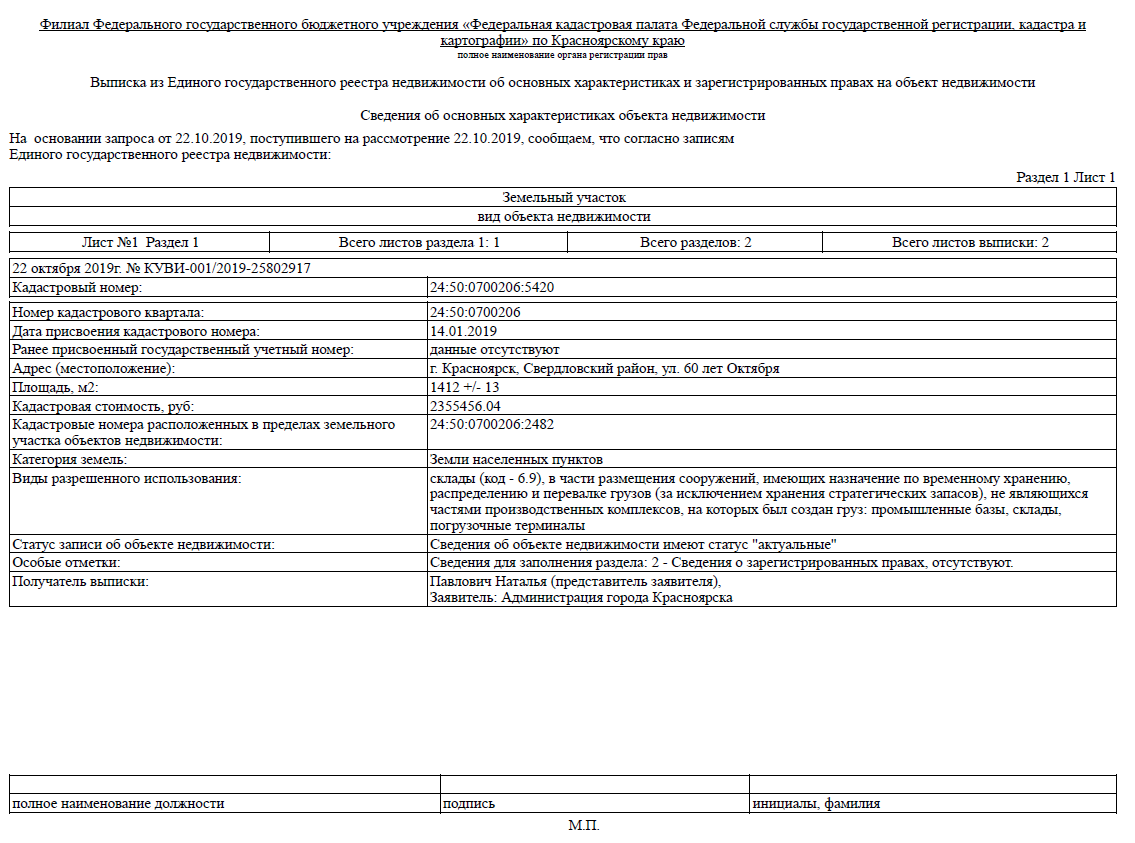 Филиал Федерального государственного бюджетного учреждения «Федеральная кадастровая палата Федеральной службы государственной регистрации, кадастра и
картографии» по Красноярскому краю
полное наименование органа регистрации прав
Выписка из Единого государственного реестра недвижимости об основных характеристиках и зарегистрированных правах на объект недвижимости
Сведения об основных характеристиках объекта недвижимости
На основании запроса от 22.10.2019, поступившего на рассмотрение 22.10.2019, сообщаем, что согласно записям
Единого государственного реестра недвижимости:
Раздел 1 Лист 1
Земельный участок
вид объекта недвижимости
Лист №1 Раздел 1 Всего листов раздела 1: 1 Всего разделов: 2 Всего листов выписки: 2
22 октября 2019г. № КУВИ-001/2019-25802917
Кадастровый номер: 24:50:0700206:5420
Номер кадастрового квартала: 24:50:0700206
Дата присвоения кадастрового номера: 14.01.2019
Ранее присвоенный государственный учетный номер: данные отсутствуют
Адрес (местоположение): г. Красноярск, Свердловский район, ул. 60 лет Октября
Площадь, м2: 1412 +/- 13
Кадастровая стоимость, руб: 2355456.04
Кадастровые номера расположенных в пределах земельного 24:50:0700206:2482
участка объектов недвижимости:
Категория земель: Земли населенных пунктов
Виды разрешенного использования: склады (код - 6.9), в части размещения сооружений, имеющих назначение по временному хранению,
распределению и перевалке грузов (за исключением хранения стратегических запасов), не являющихся
частями производственных комплексов, на которых был создан груз: промышленные базы, склады,
погрузочные терминалы
Статус записи об объекте недвижимости: Сведения об объекте недвижимости имеют статус "актуальные"
Особые отметки: Сведения для заполнения раздела: 2 - Сведения о зарегистрированных правах, отсутствуют.
Получатель выписки: Павлович Наталья (представитель заявителя),
Заявитель: Администрация города Красноярска
полное наименование должности подпись инициалы, фамилия
М.П.